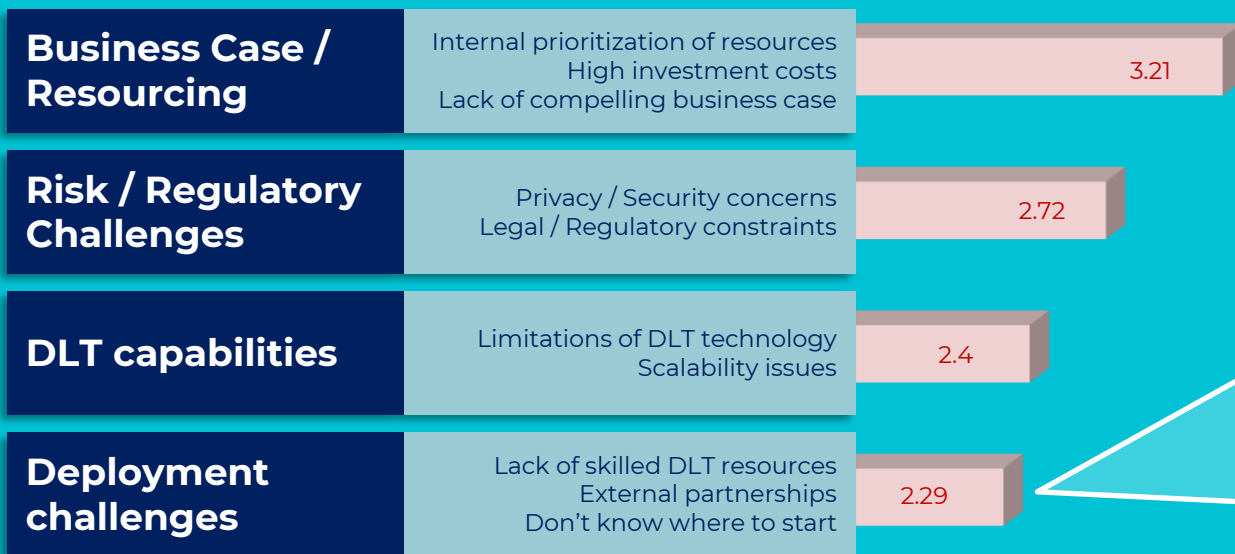 Business Case /
Resourcing
Internal prioritization of resources
High investment costs
Lack of compelling business case
3.21
Risk / Regulatory
Challenges
Privacy / Security concerns
Legal / Regulatory constraints
2.72
DLT capabilities
Limitations of DLT technology
Scalability issues
2.4
Deployment
challenges
Lack of skilled DLT resources
External partnerships
Don’t know where to start
2.29